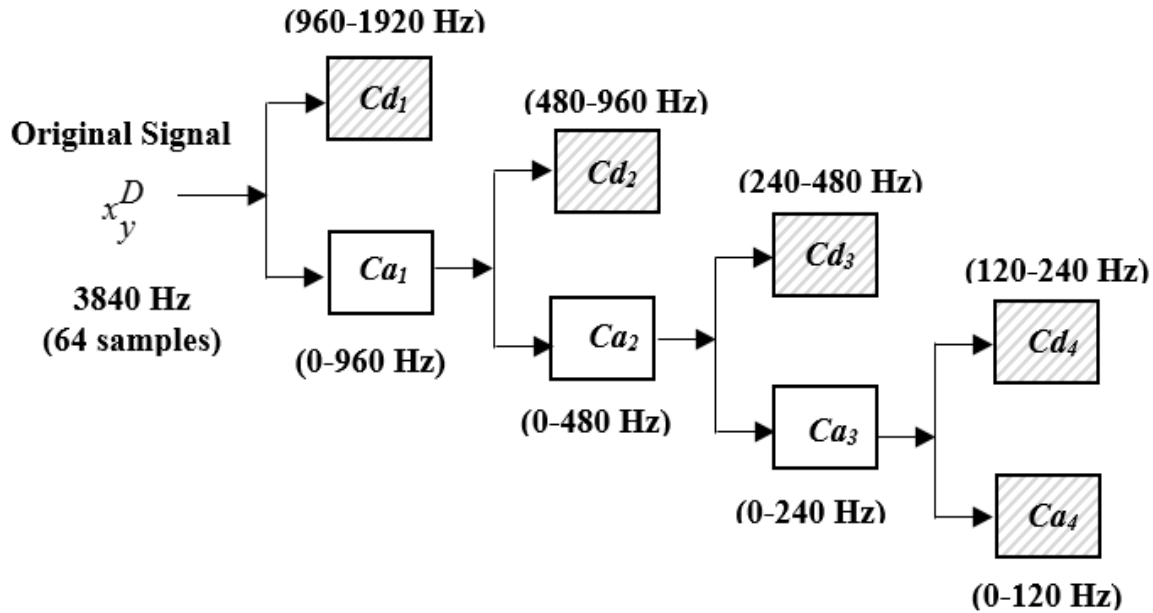 (960-1920 Hz)
Cd1
(480-960 Hz)
Original Signal
Cd2
(240-480 Hz)
x D y
Ca1
Cd3
(120-240 Hz)
3840 Hz
(64 samples)
(0-960 Hz)
Ca2
Cd4
(0-480 Hz)
Ca3
(0-240 Hz)
Ca4
(0-120 Hz)